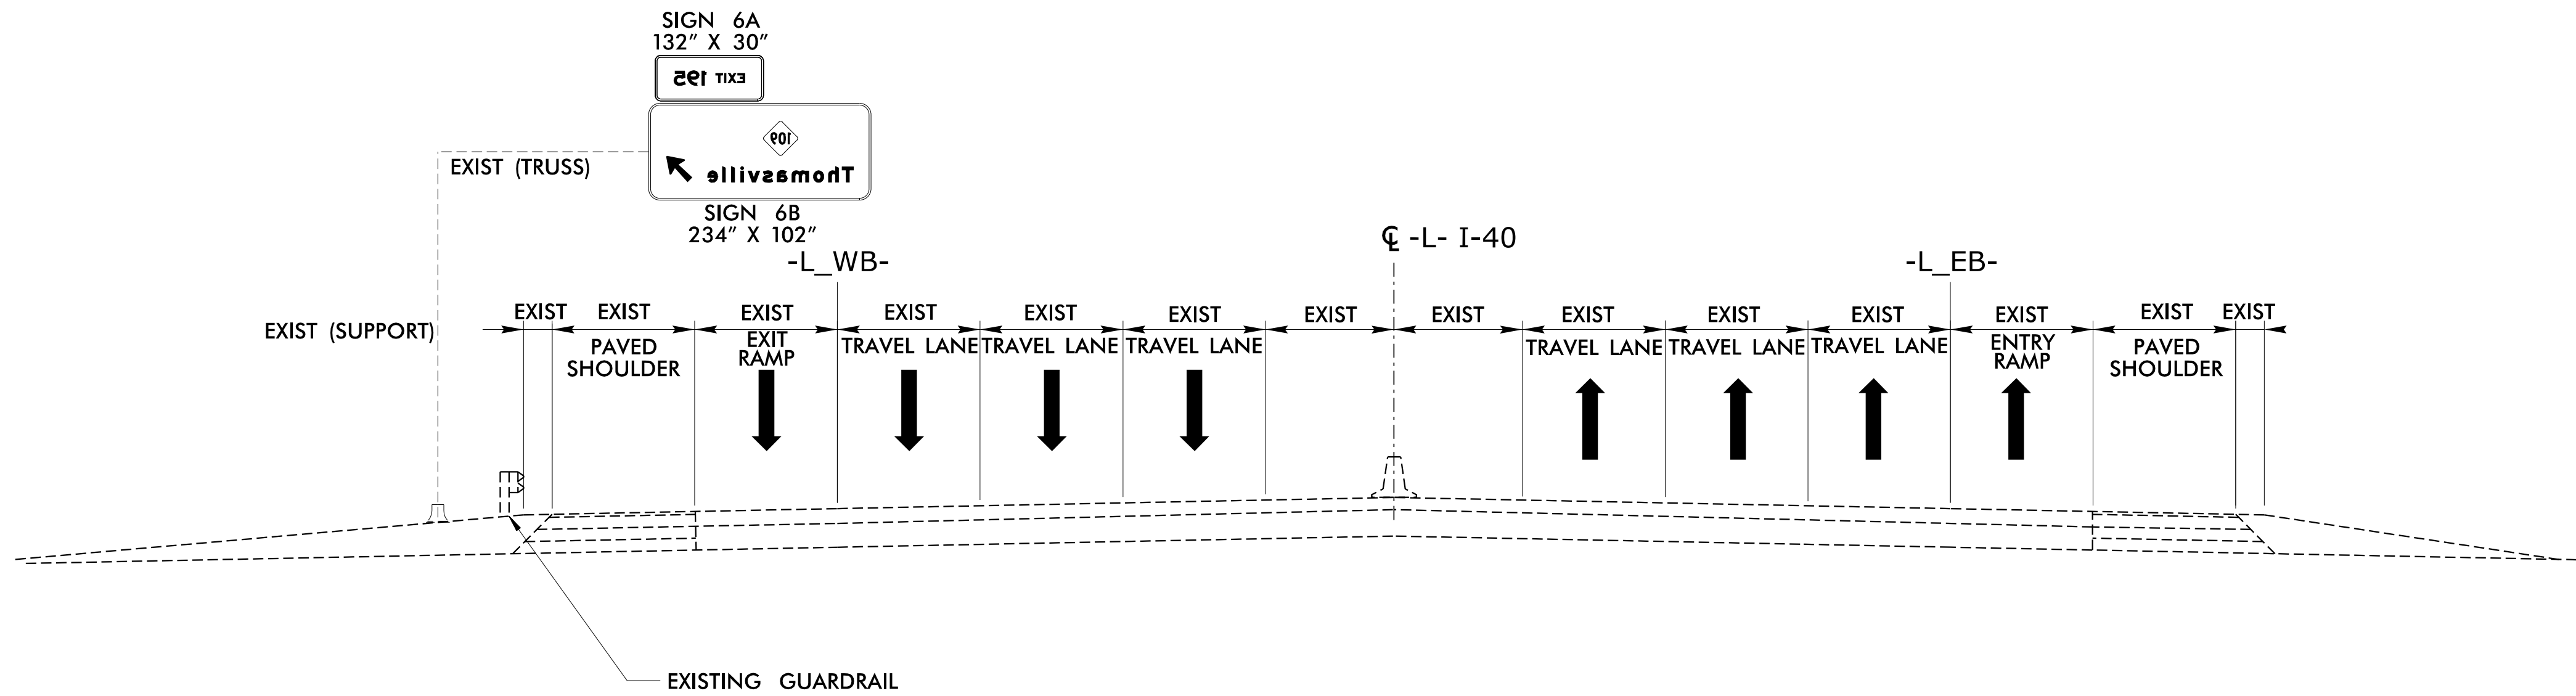 SIGN 6A
132" X 30"
EXIT 195
109
Thomasville
EXIST (TRUSS)
SIGN 6B
234" X 102"
℄ -L- I-40
-L_WB-
-L_EB-
EXIST (SUPPORT)
EXIST EXIST EXIST EXIST EXIST EXIST EXIST EXIST EXIST EXIST EXIST EXIST EXIST EXIST
PAVED
SHOULDER
EXIT
RAMP
TRAVEL LANE TRAVEL LANE TRAVEL LANE
TRAVEL LANE TRAVEL LANE TRAVEL LANE
ENTRY
RAMP
PAVED
SHOULDER
EXISTING GUARDRAIL